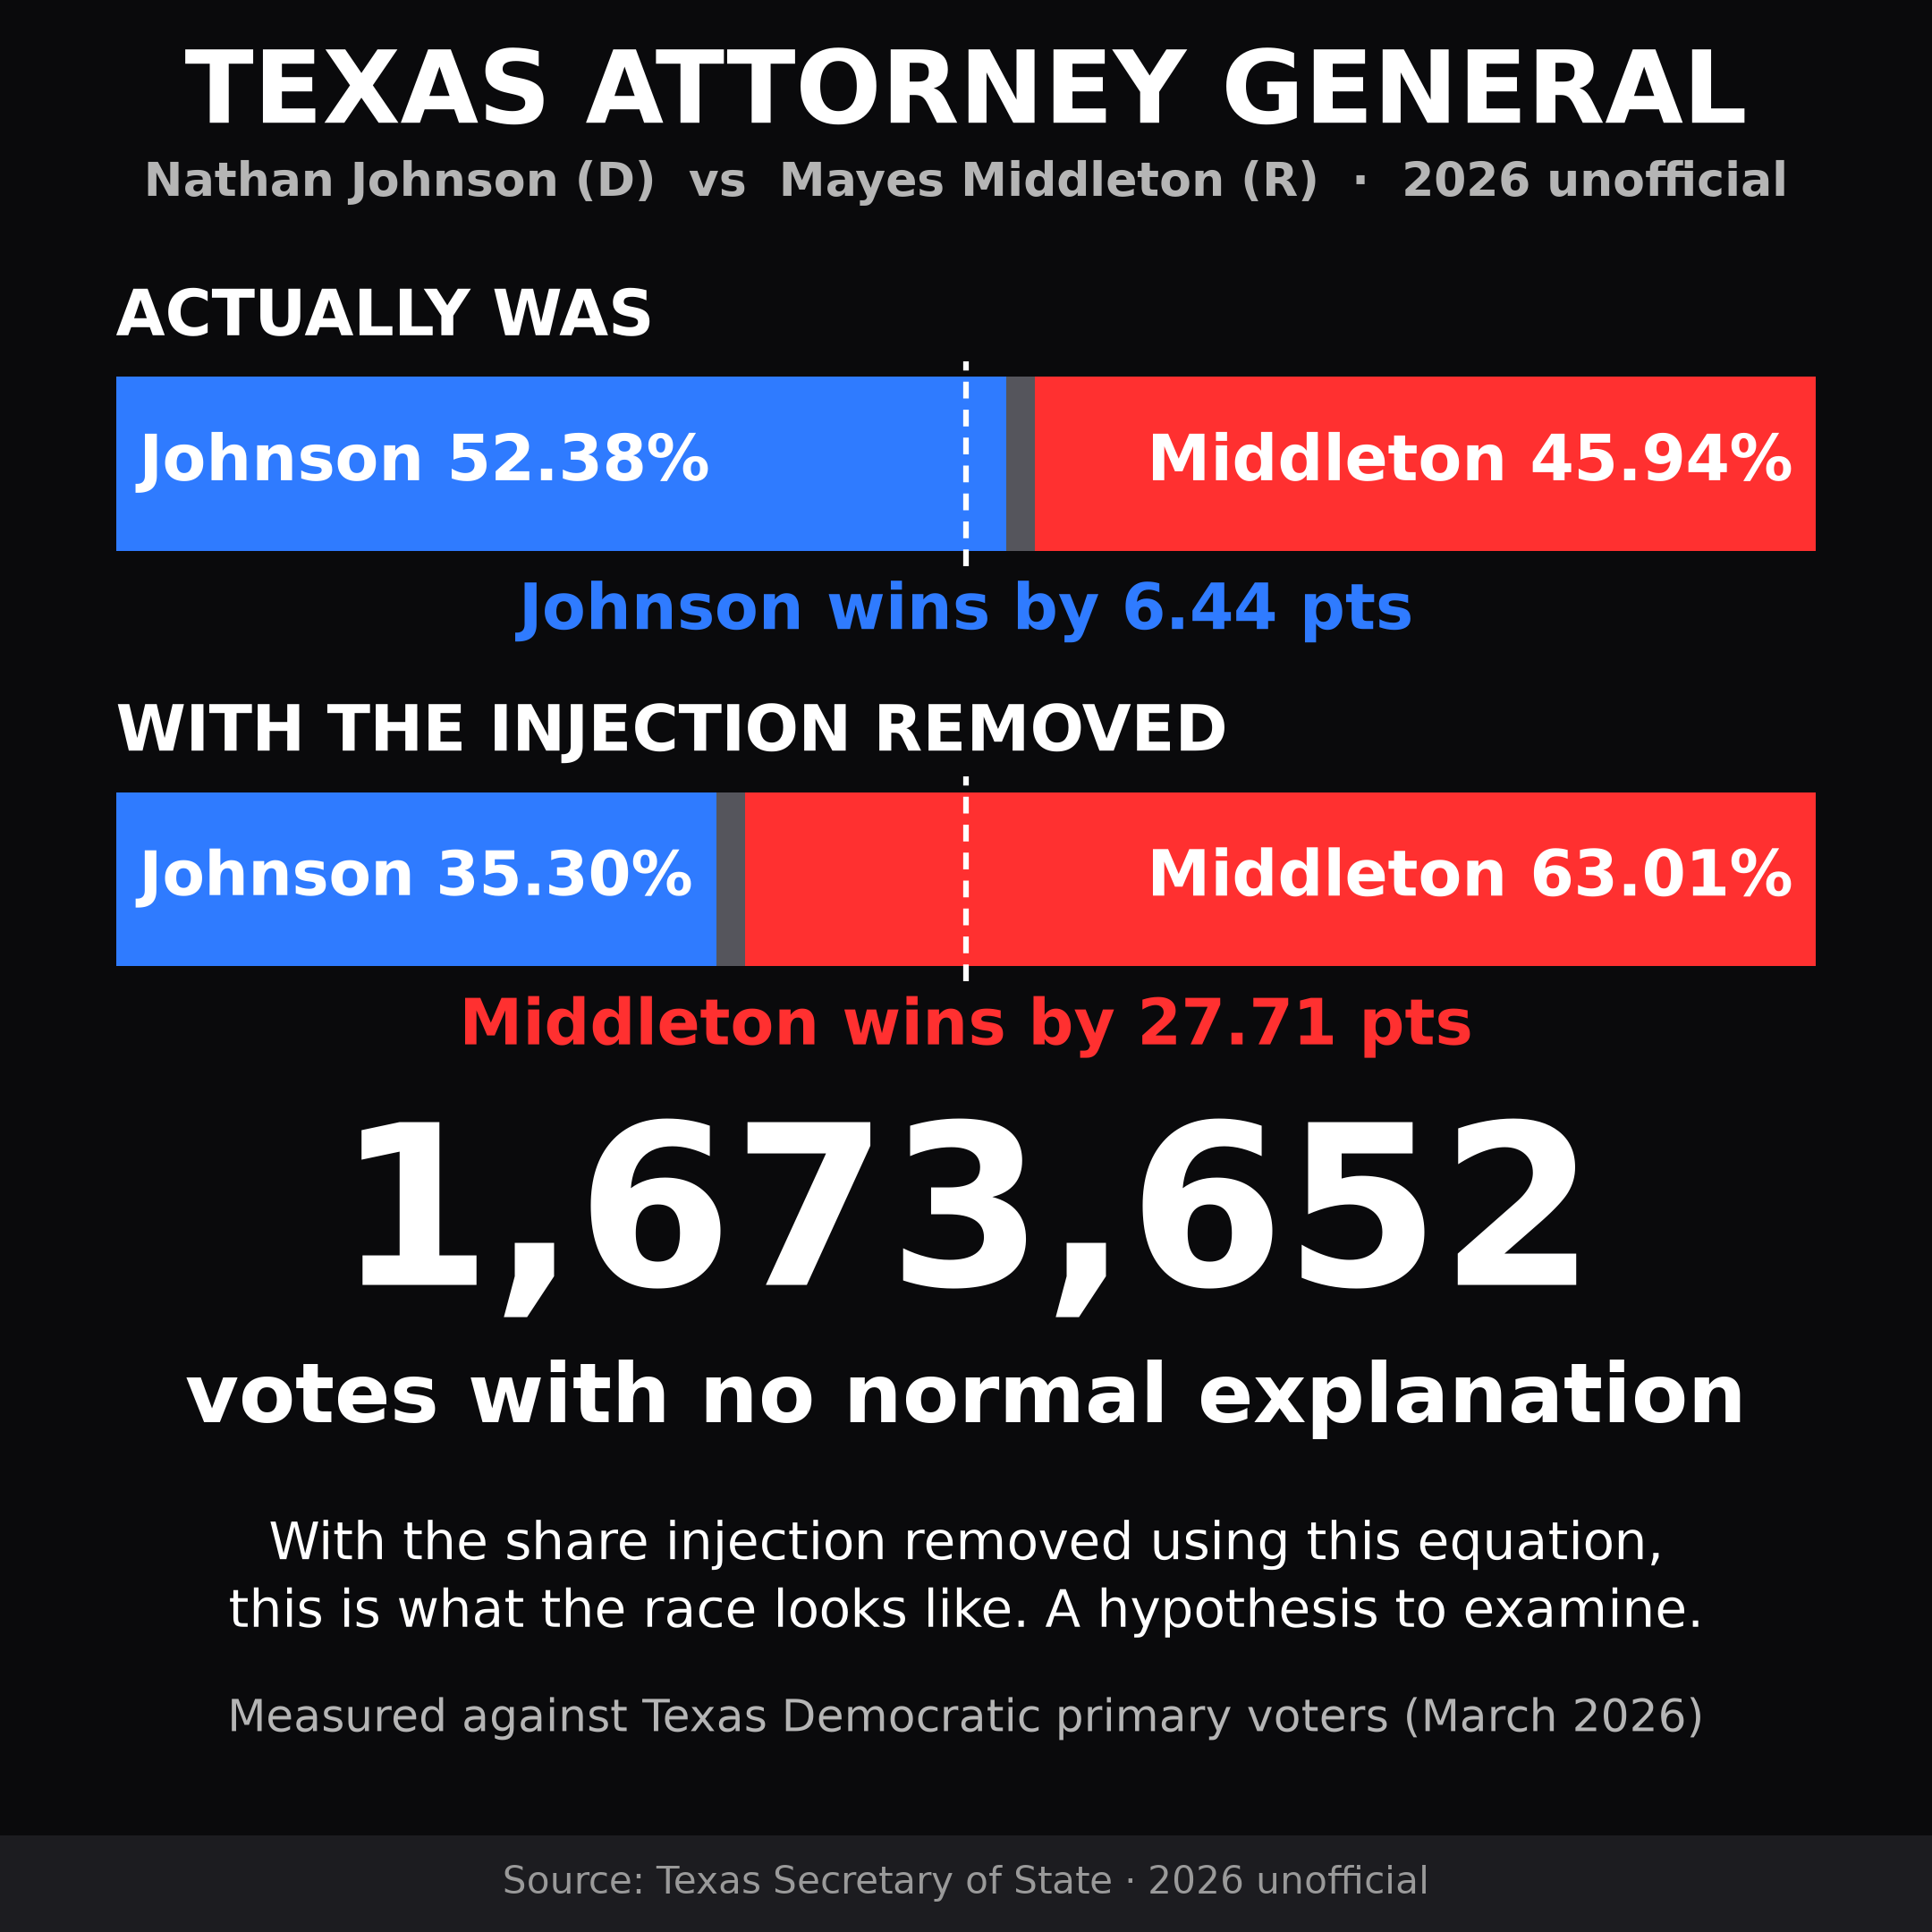 TEXAS ATTORNEY GENERAL
Nathan Johnson (D) vs Mayes Middleton (R) · 2026 unofficial
ACTUALLY WAS
Johnson 52.38%
Middleton 45.94%
Johnson wins by 6.44 pts
WITH THE INJECTION REMOVED
Johnson 35.30%
Middleton 63.01%
Middleton wins by 27.71 pts
1,673,652
votes with no normal explanation
With the share injection removed using this equation,
this is what the race looks like. A hypothesis to examine.
Measured against Texas Democratic primary voters (March 2026)
Source: Texas Secretary of State · 2026 unofficial